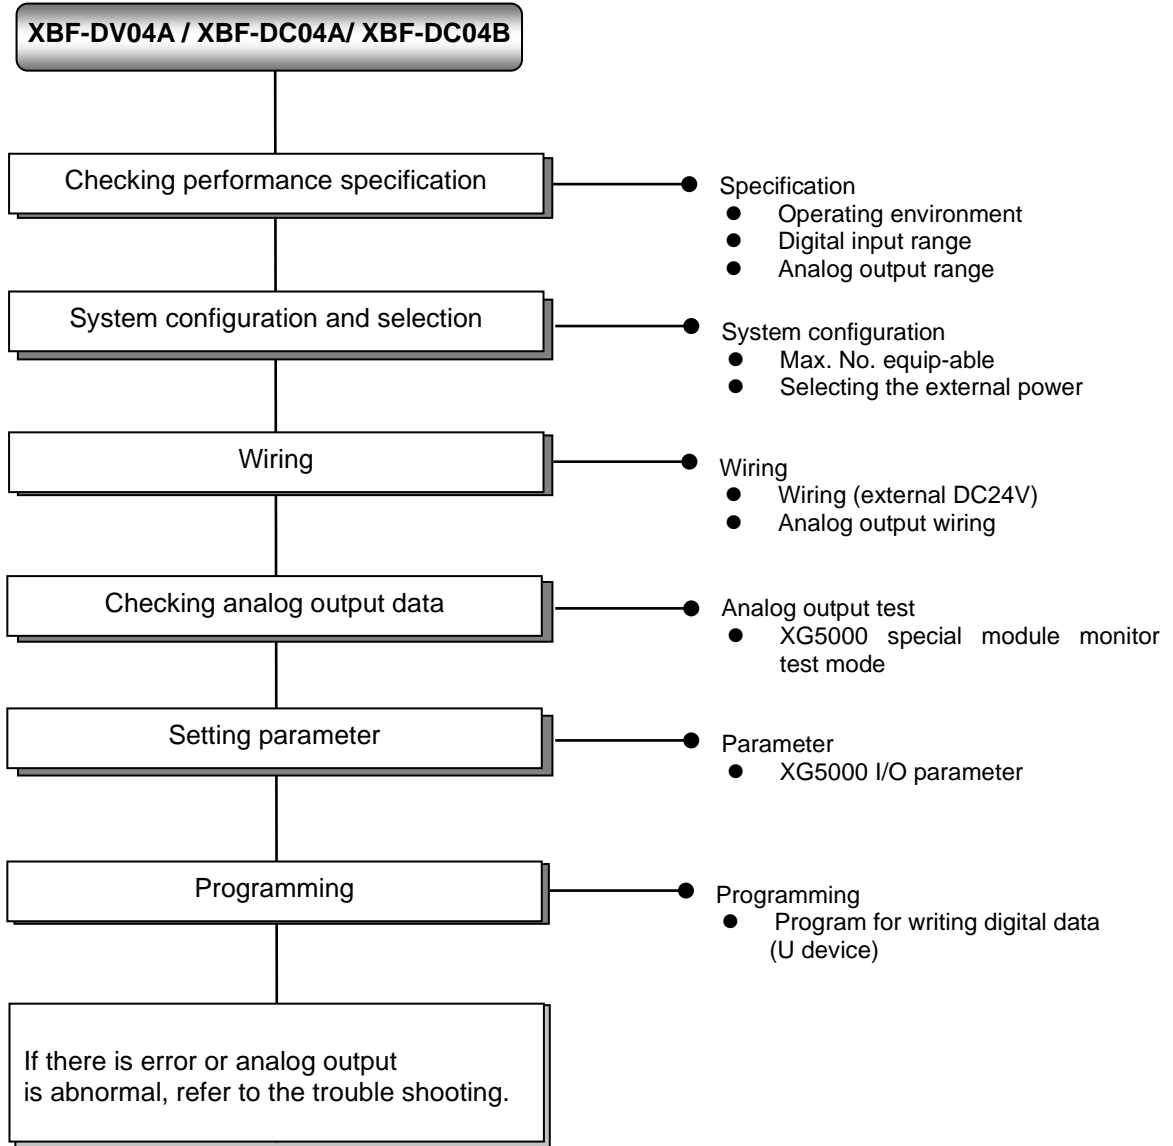 XBF-DV04A / XBF-DC04A/ XBF-DC04B
Checking performance specification
Specification
● Operating environment
● Digital input range
● Analog output range
System configuration and selection
System configuration
● Max. No. equip-able
● Selecting the external power
Wiring
Wiring
● Wiring (external DC24V)
● Analog output wiring
Checking analog output data
Analog output test
● XG5000 special module monitor
test mode
Setting parameter
Parameter
● XG5000 I/O parameter
Programming
Programming
● Program for writing digital data
(U device)
If there is error or analog output
is abnormal, refer to the trouble shooting.